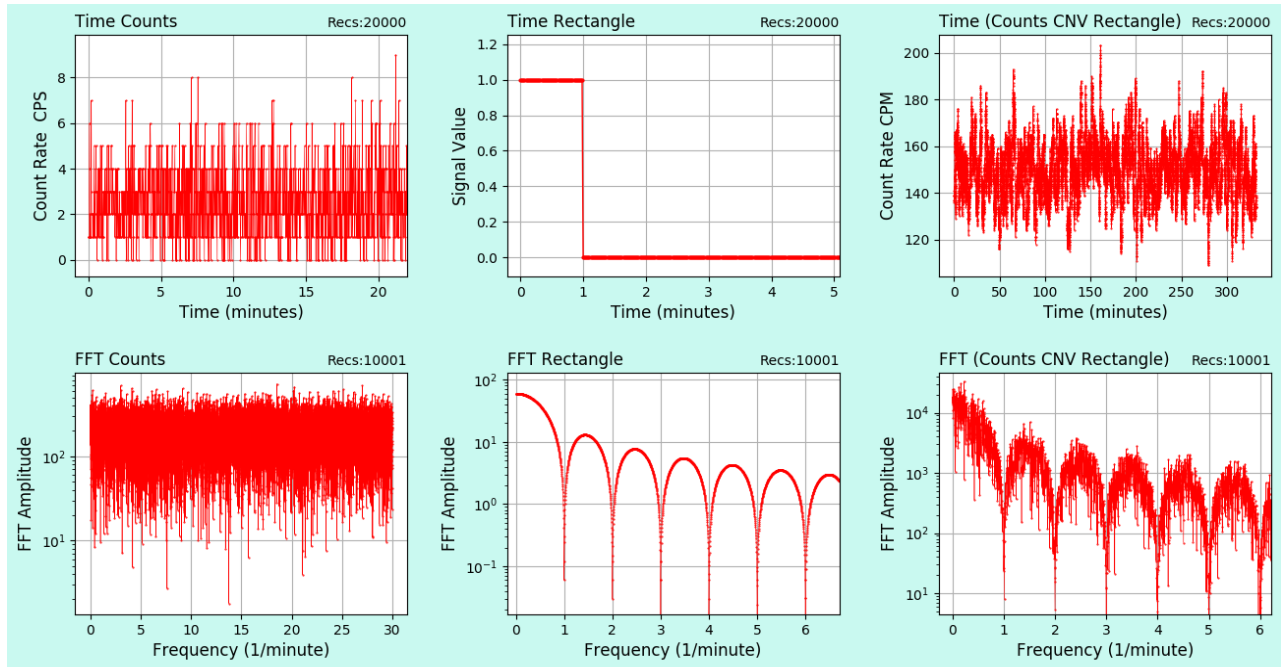 Time Counts Recs:20000
8
6
4
2
0
Count Rate CPS
0 5 10 15 20
Time (minutes)
Time Rectangle Recs:20000
1.2
1.0
0.8
0.6
0.4
0.2
0.0
Signal Value
0 1 2 3 4 5
Time (minutes)
Time (Counts CNV Rectangle) Recs:20000
200
180
160
140
120
Count Rate CPM
0 50 100 150 200 250 300
Time (minutes)
FFT Counts Recs:10001
10²
10¹
FFT Amplitude
0 5 10 15 20 25 30
Frequency (1/minute)
FFT Rectangle Recs:10001
10²
10¹
10⁰
10⁻¹
FFT Amplitude
0 1 2 3 4 5 6
Frequency (1/minute)
FFT (Counts CNV Rectangle) Recs:10001
10⁴
10³
10²
10¹
FFT Amplitude
0 1 2 3 4 5 6
Frequency (1/minute)